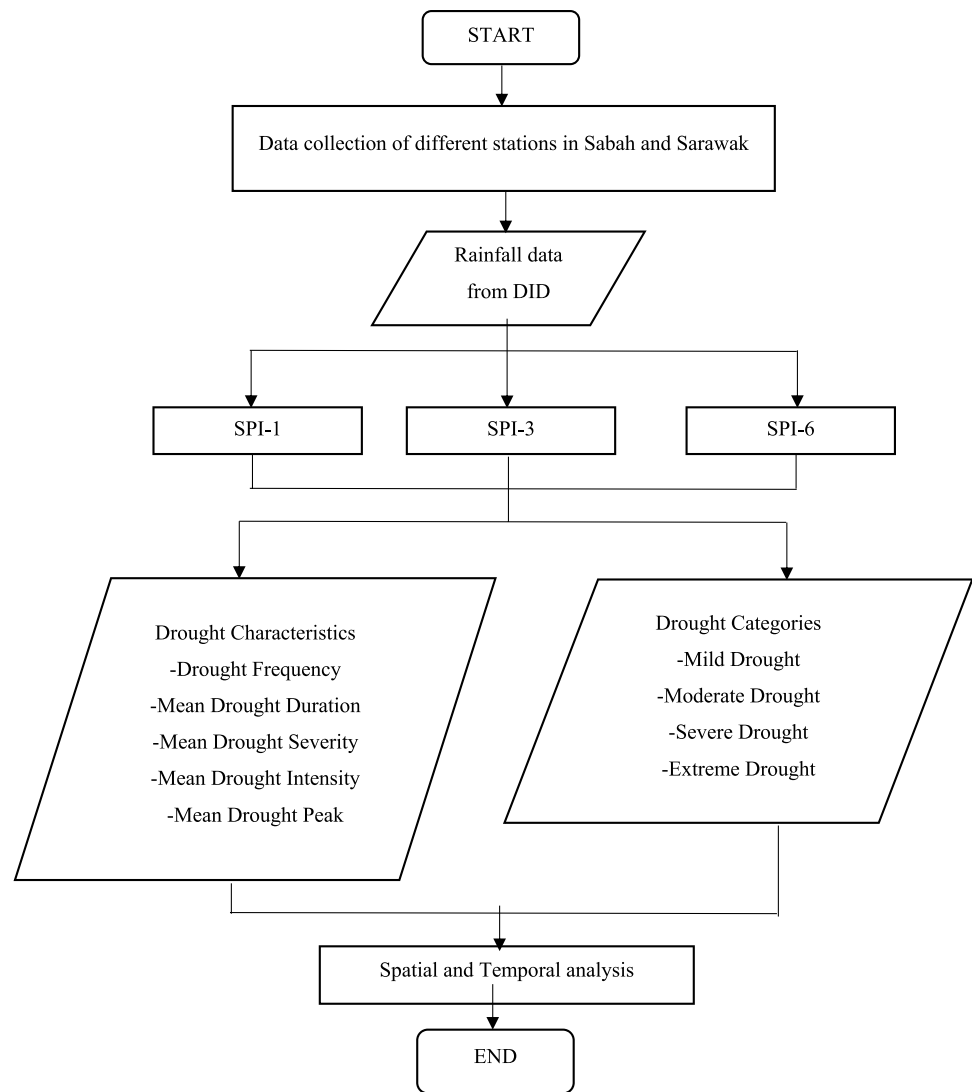 START
Data collection of different stations in Sabah and Sarawak
Rainfall data
from DID
SPI-1
SPI-3
SPI-6
Drought Characteristics
-Drought Frequency
-Mean Drought Duration
-Mean Drought Severity
-Mean Drought Intensity
-Mean Drought Peak
Drought Categories
-Mild Drought
-Moderate Drought
-Severe Drought
-Extreme Drought
Spatial and Temporal analysis
END